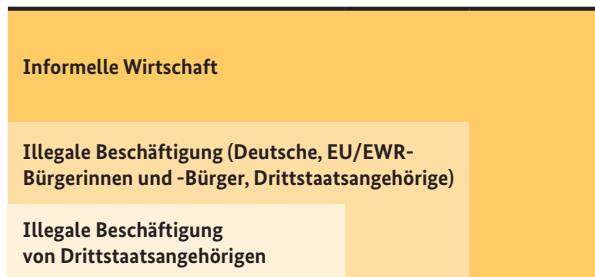 Informelle Wirtschaft
Illegale Beschäftigung (Deutsche, EU/EWR-
Bürgerinnen und -Bürger, Drittstaatsangehörige)
Illegale Beschäftigung
von Drittstaatsangehörigen